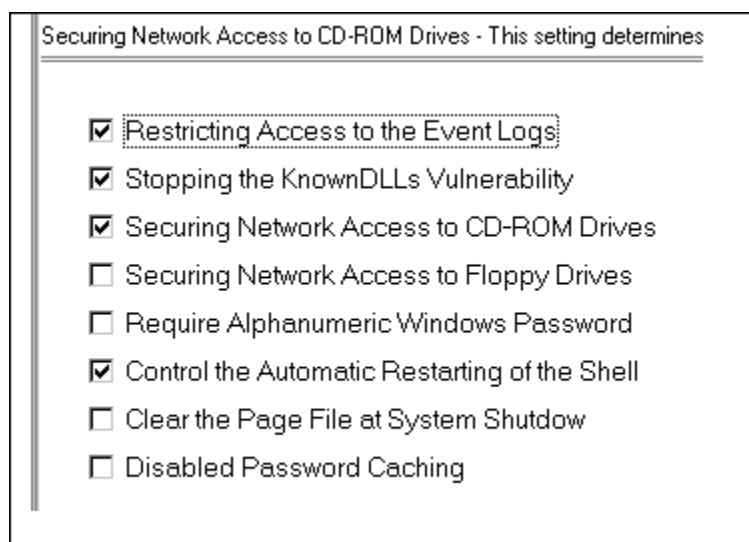 Securing Network Access to CD-ROM Drives - This setting determines
Restricting Access to the Event Logs
Stopping the KnownDLLs Vulnerability
Securing Network Access to CD-ROM Drives
Securing Network Access to Floppy Drives
Require Alphanumeric Windows Password
Control the Automatic Restarting of the Shell
Clear the Page File at System Shutdow
Disabled Password Caching